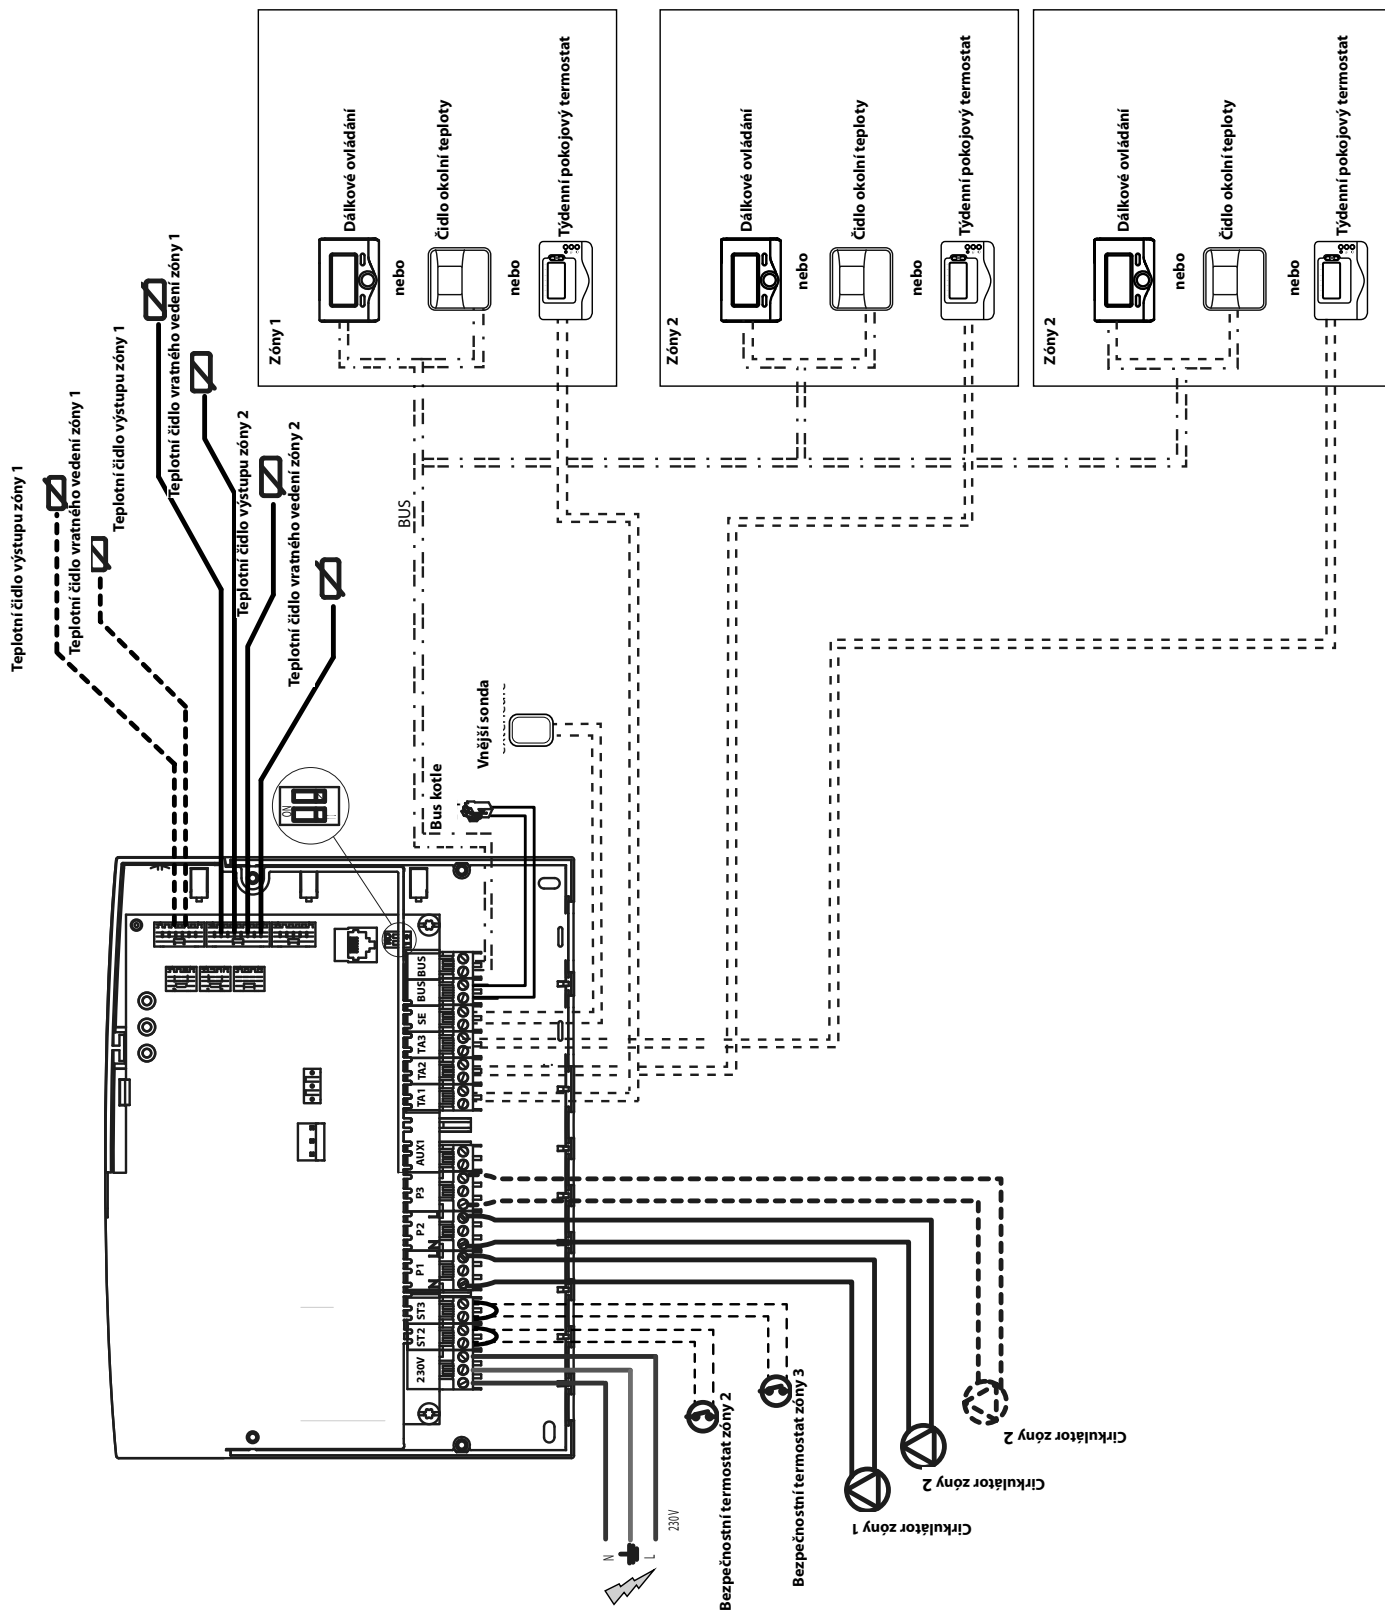 Zóny 1
Dálkové ovládání
nebo
Čidlo okolní teploty
nebo
Týdenní pokojový termostat
Zóny 2
Dálkové ovládání
nebo
Čidlo okolní teploty
nebo
Týdenní pokojový termostat
Zóny 2
Dálkové ovládání
nebo
Čidlo okolní teploty
nebo
Týdenní pokojový termostat
Teplotní čidlo výstupu zóny 1
Teplotní čidlo vratného vedení zóny 1
Teplotní čidlo výstupu zóny 1
Teplotní čidlo vratného vedení zóny 1
Teplotní čidlo výstupu zóny 2
Teplotní čidlo vratného vedení zóny 2
BUS
Vnější sonda
Bus kotle
ON
BUS
BUS
SE
TA3
TA2
TA1
AUX1
P3
P2
P1
L
N
L
N
ST3
ST2
230V
N
L
230V
Bezpečnostní termostat zóny 2
Bezpečnostní termostat zóny 3
Cirkulátor zóny 1
Cirkulátor zóny 2
Cirkulátor zóny 2